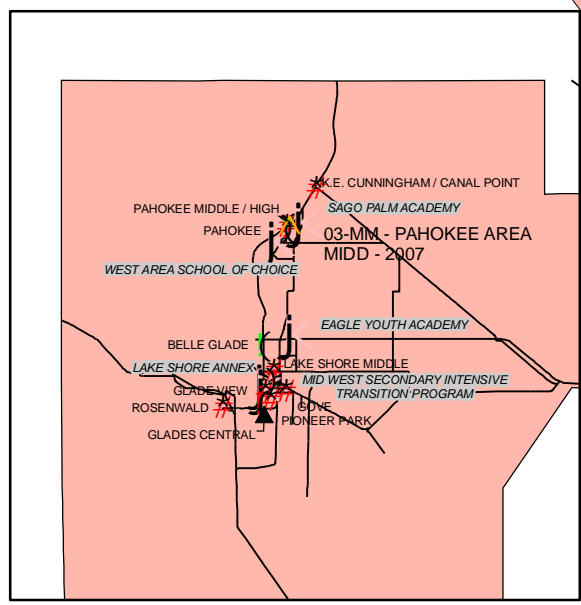 K.E. CUNNINGHAM / CANAL POINT
PAHOKEE MIDDLE / HIGH
SAGO PALM ACADEMY
PAHOKEE
03-MM - PAHOKEE AREA
MIDD - 2007
WEST AREA SCHOOL OF CHOICE
EAGLE YOUTH ACADEMY
BELLE GLADE
LAKE SHORE ANNEX
LAKE SHORE MIDDLE
MID WEST SECONDARY INTENSIVE
TRANSITION PROGRAM
GLADE VIEW
ROSENWALD
GOVE
PIONEER PARK
GLADES CENTRAL